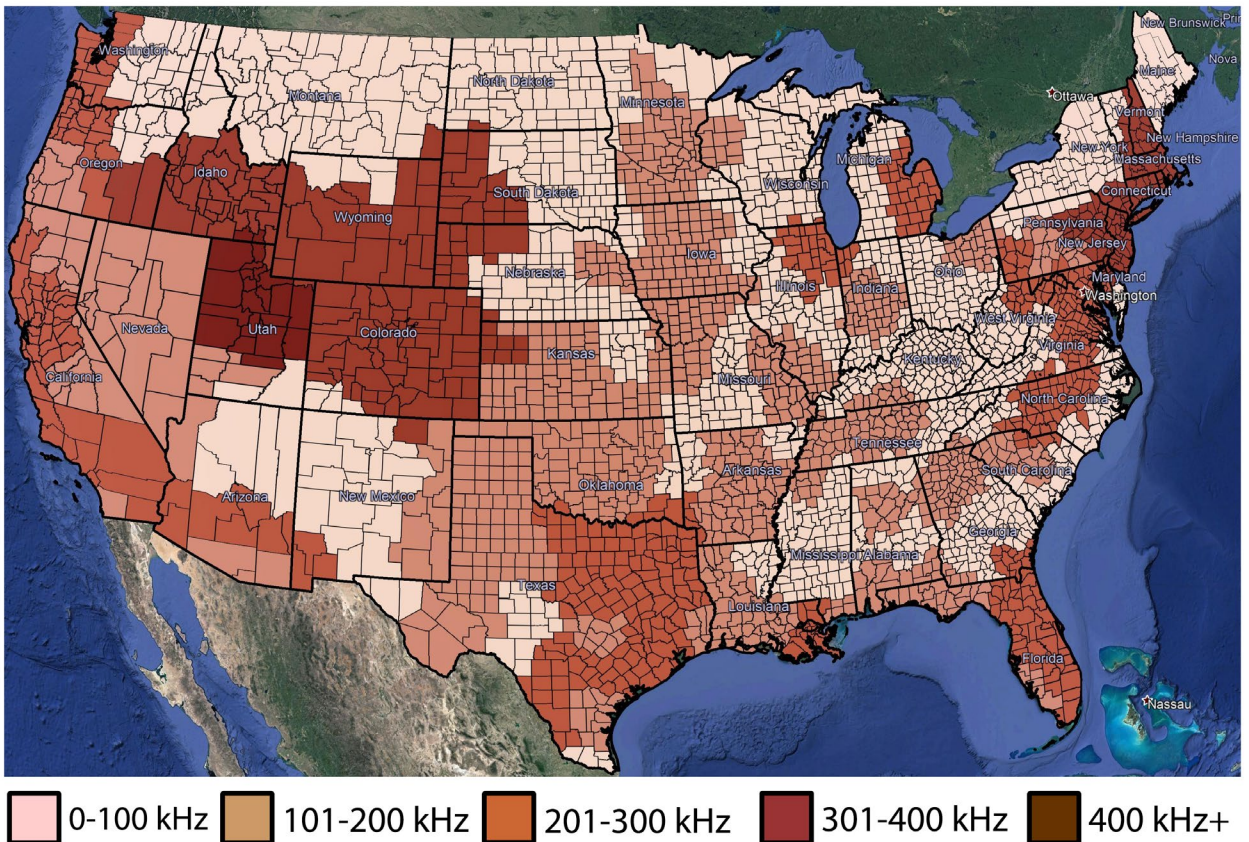 New Brunswick
Prin
Nova
Washington
Montana
North Dakota
Minnesota
Ottawa
Maine
Vermont
New Hampshire
New York
Massachusetts
Oregon
Idaho
Wyoming
South Dakota
Wisconsin
Michigan
Connecticut
Pennsylvania
New Jersey
Iowa
Nebraska
Illinois
Indiana
Ohio
Maryland
Washington
Nevada
Utah
Colorado
Kansas
Missouri
West Virginia
Virginia
Kentucky
California
North Carolina
Tennessee
Arizona
New Mexico
Oklahoma
Arkansas
South Carolina
Georgia
Mississippi
Alabama
Texas
Louisiana
Florida
Nassau
0-100 kHz
101-200 kHz
201-300 kHz
301-400 kHz
400 kHz+